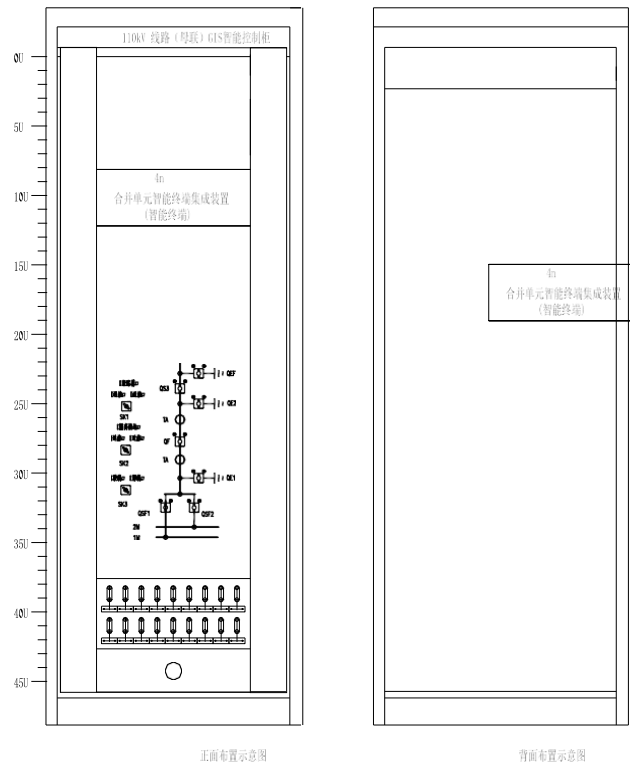 110kV 线路（粤联）GIS智能控制柜
0U
5U
4n
10U
合并单元智能终端集成装置
(智能终端)
15U
4n
合并单元智能终端集成装置
(智能终端)
20U
QEF
QS3
25U
QE2
SK1
TA
QF
SK2
TA
30U
QE1
SK3
QSF1
QSF2
2M
1M
35U
40U
45U
正面布置示意图
背面布置示意图